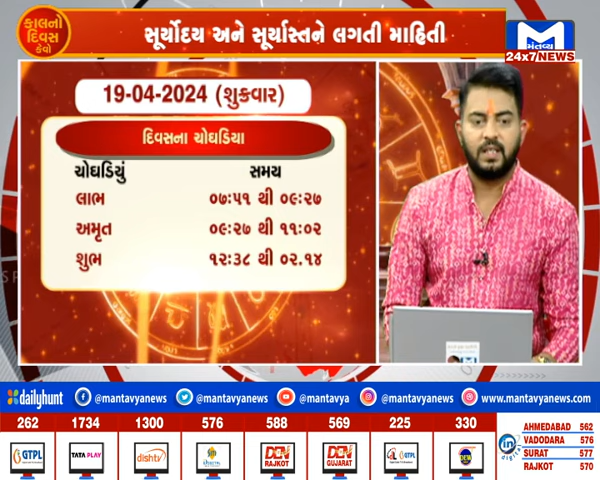 કાલનો
દિવસ
કેવો
સૂર્યોદય અને સૂર્યાસ્તને લગતી માહિતી
મંતવ્ય
24x7NEWS
19-04-2024 (શુક્રવાર)
દિવસના ચોઘડિયા
ચોઘડિયું સમય
લાભ ૦૭:૫૧ થી ૦૯:૨૭
અમૃત ૦૯:૨૭ થી ૧૧:૦૨
શુભ ૧૨:૩૮ થી ૦૨.૧૪
dailyhunt @mantavyanews @mantavyanews @mantavya @mantavyanews www.mantavyanews.com
262 1734 1300 576 588 569 225 330
GTPL TATA PLAY dishtv DEN RAJKOT DEN GUJARAT GTPL
in digital
AHMEDABAD 562
VADODARA 576
SURAT 577
RAJKOT 570